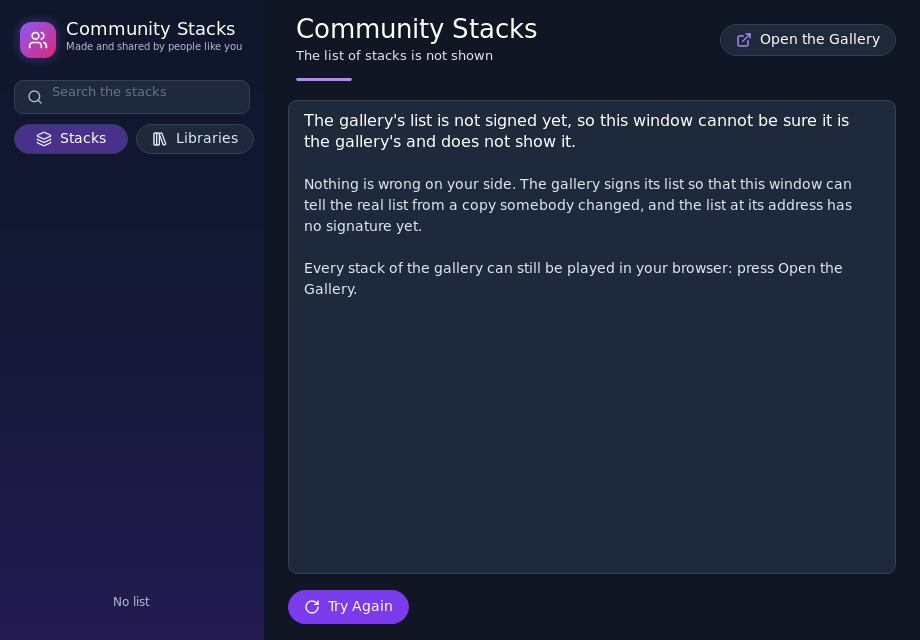 Community Stacks
Made and shared by people like you
Search the stacks
Stacks
Libraries
No list
Community Stacks
The list of stacks is not shown
Open the Gallery
The gallery's list is not signed yet, so this window cannot be sure it is
the gallery's and does not show it.
Nothing is wrong on your side. The gallery signs its list so that this window can
tell the real list from a copy somebody changed, and the list at its address has
no signature yet.
Every stack of the gallery can still be played in your browser: press Open the
Gallery.
Try Again